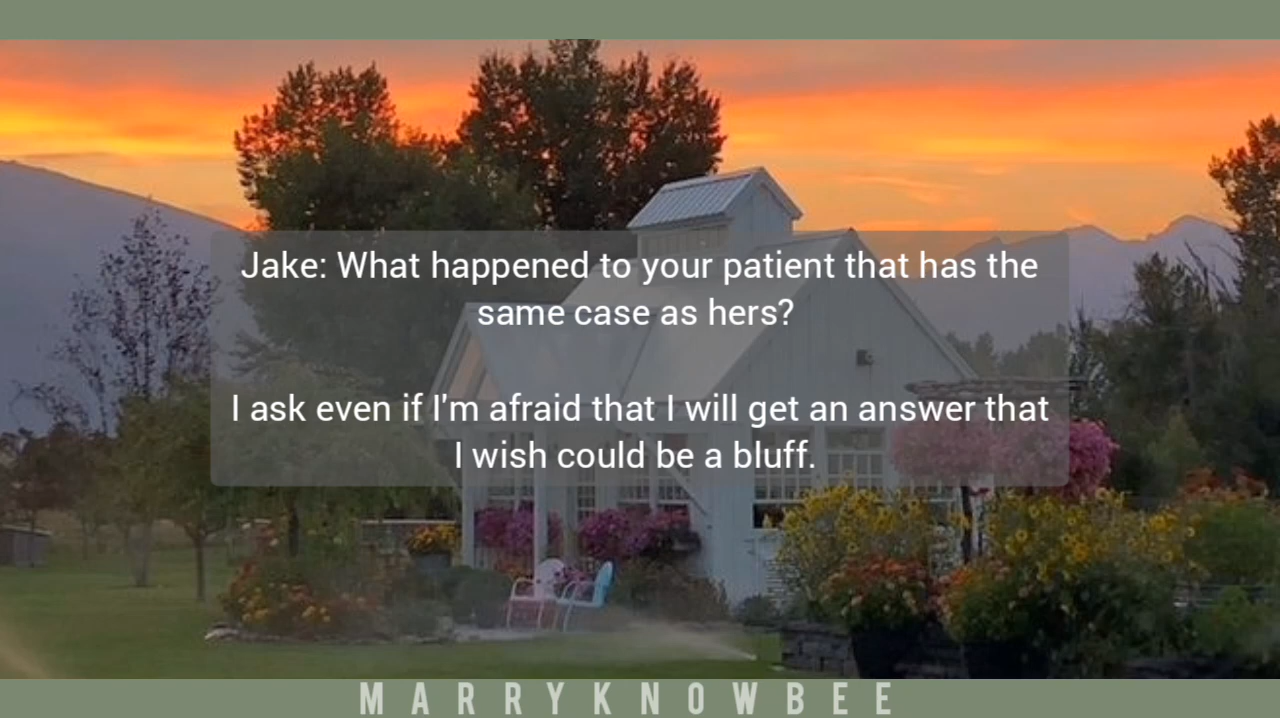 Jake: What happened to your patient that has the
same case as hers?
I ask even if I'm afraid that I will get an answer that
I wish could be a bluff.
MARRYKNOWBEE